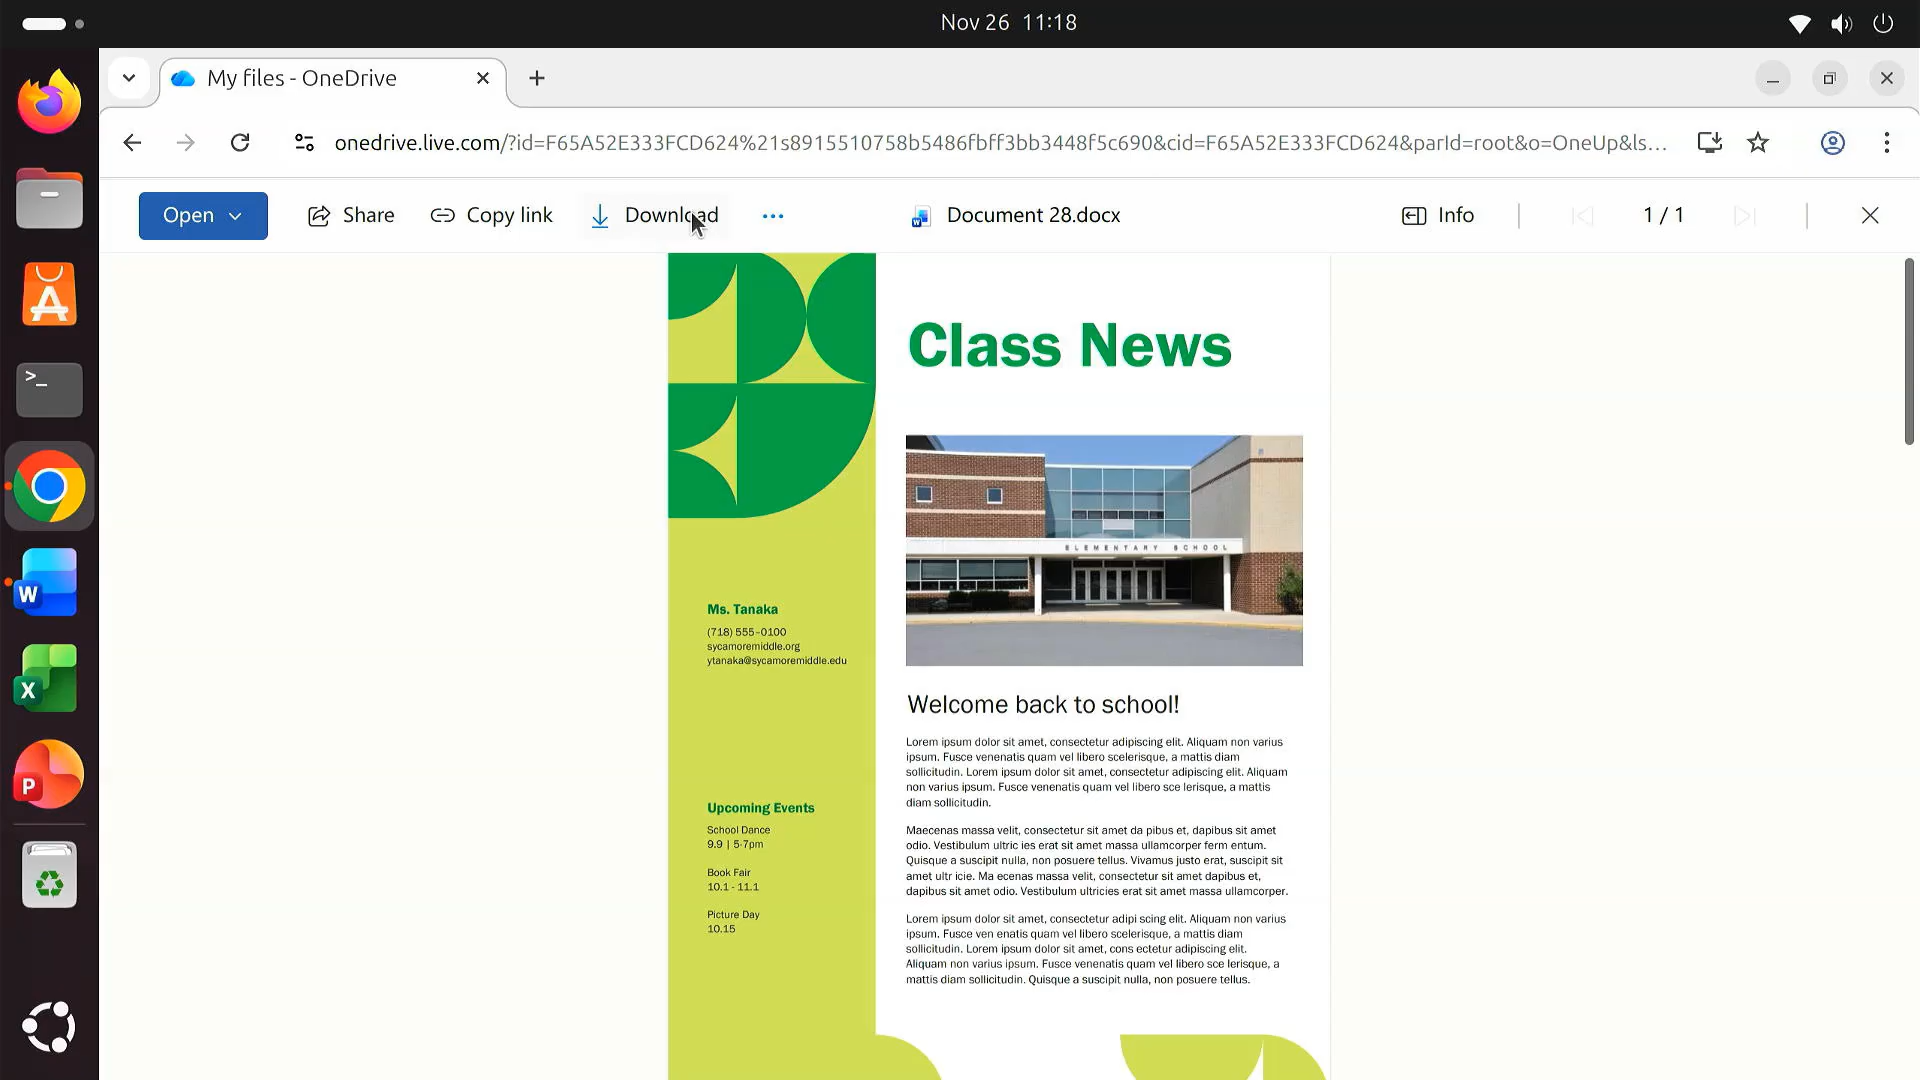 Nov 26 11:18
My files - OneDrive
onedrive.live.com/?id=F65A52E333FCD624%21s8915510758b5486fbff3bb3448f5c690&cid=F65A52E333FCD624&parId=root&o=OneUp&ls...
Open
Share
Copy link
Download
Document 28.docx
Info
1 / 1
Class News
ELEMENTARY SCHOOL
Ms. Tanaka
(718) 555-0100
sycamoremiddle.org
ytanaka@sycamoremiddle.edu
Upcoming Events
School Dance
9.9 | 5-7pm
Book Fair
10.1 - 11.1
Picture Day
10.15
Welcome back to school!
Lorem ipsum dolor sit amet, consectetur adipiscing elit. Aliquam non varius
ipsum. Fusce venenatis quam vel libero scelerisque, a mattis diam
sollicitudin. Lorem ipsum dolor sit amet, consectetur adipiscing elit. Aliquam
non varius ipsum. Fusce venenatis quam vel libero sce lerisque, a mattis
diam sollicitudin.
Maecenas massa velit, consectetur sit amet da pibus et, dapibus sit amet
odio. Vestibulum ultric ies erat sit amet massa ullamcorper ferm entum.
Quisque a suscipit nulla, non posuere tellus. Vivamus justo erat, suscipit sit
amet ultr icie. Ma ecenas massa velit, consectetur sit amet dapibus et,
dapibus sit amet odio. Vestibulum ultricies erat sit amet massa ullamcorper.
Lorem ipsum dolor sit amet, consectetur adipi scing elit. Aliquam non varius
ipsum. Fusce ven enatis quam vel libero scelerisque, a mattis diam
sollicitudin. Lorem ipsum dolor sit amet, cons ectetur adipiscing elit.
Aliquam non varius ipsum. Fusce venenatis quam vel libero sce lerisque, a
mattis diam sollicitudin. Quisque a suscipit nulla, non posuere tellus.